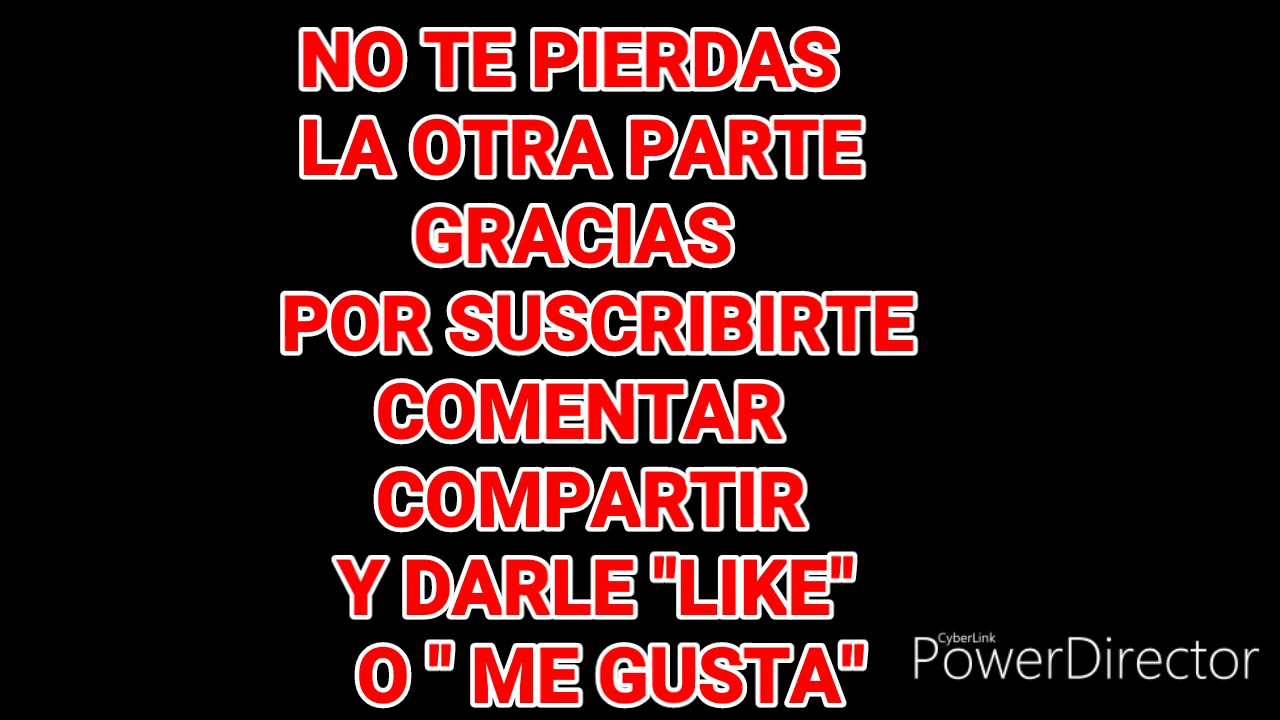 NO TE PIERDAS
LA OTRA PARTE
GRACIAS
POR SUSCRIBIRTE
COMENTAR
COMPARTIR
Y DARLE "LIKE"
O " ME GUSTA"
CyberLink
PowerDirector